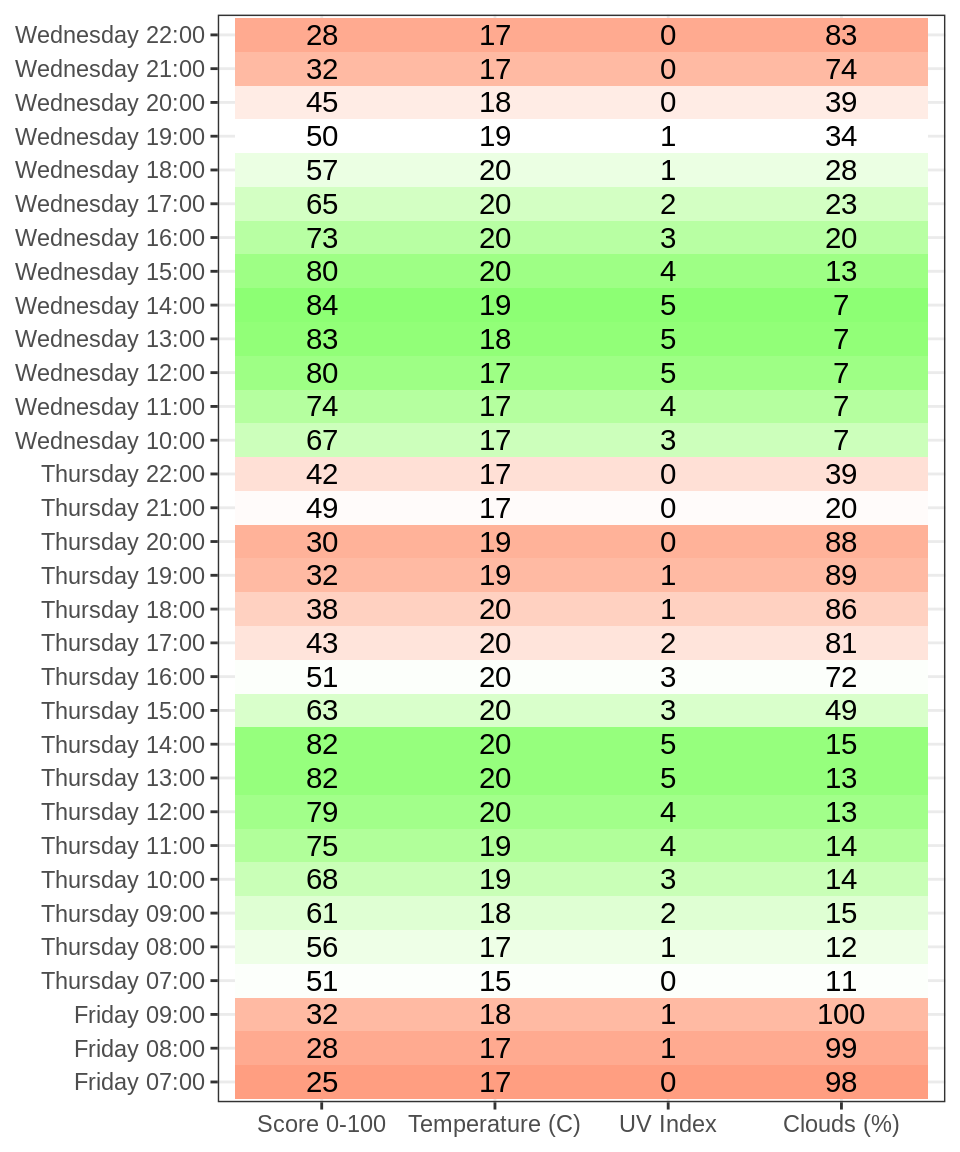 Wednesday 22:00 28 17 0 83
Wednesday 21:00 32 17 0 74
Wednesday 20:00 45 18 0 39
Wednesday 19:00 50 19 1 34
Wednesday 18:00 57 20 1 28
Wednesday 17:00 65 20 2 23
Wednesday 16:00 73 20 3 20
Wednesday 15:00 80 20 4 13
Wednesday 14:00 84 19 5 7
Wednesday 13:00 83 18 5 7
Wednesday 12:00 80 17 5 7
Wednesday 11:00 74 17 4 7
Wednesday 10:00 67 17 3 7
Thursday 22:00 42 17 0 39
Thursday 21:00 49 17 0 20
Thursday 20:00 30 19 0 88
Thursday 19:00 32 19 1 89
Thursday 18:00 38 20 1 86
Thursday 17:00 43 20 2 81
Thursday 16:00 51 20 3 72
Thursday 15:00 63 20 3 49
Thursday 14:00 82 20 5 15
Thursday 13:00 82 20 5 13
Thursday 12:00 79 20 4 13
Thursday 11:00 75 19 4 14
Thursday 10:00 68 19 3 14
Thursday 09:00 61 18 2 15
Thursday 08:00 56 17 1 12
Thursday 07:00 51 15 0 11
Friday 09:00 32 18 1 100
Friday 08:00 28 17 1 99
Friday 07:00 25 17 0 98
Score 0-100 Temperature (C) UV Index Clouds (%)